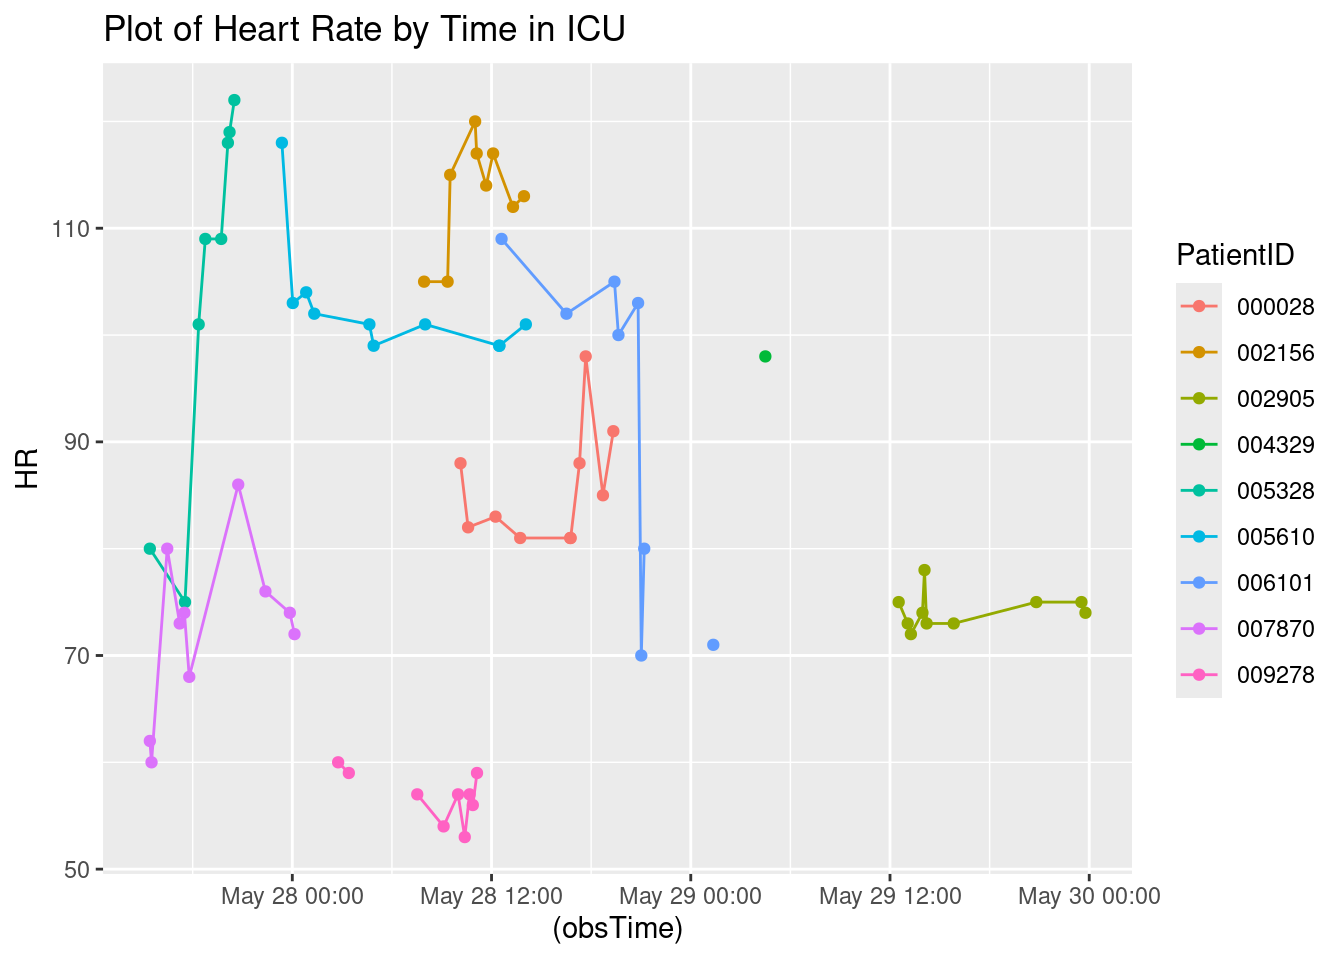 Plot of Heart Rate by Time in ICU
HR
110
90
70
50
May 28 00:00
May 28 12:00
May 29 00:00
May 29 12:00
May 30 00:00
(obsTime)
PatientID
000028
002156
002905
004329
005328
005610
006101
007870
009278